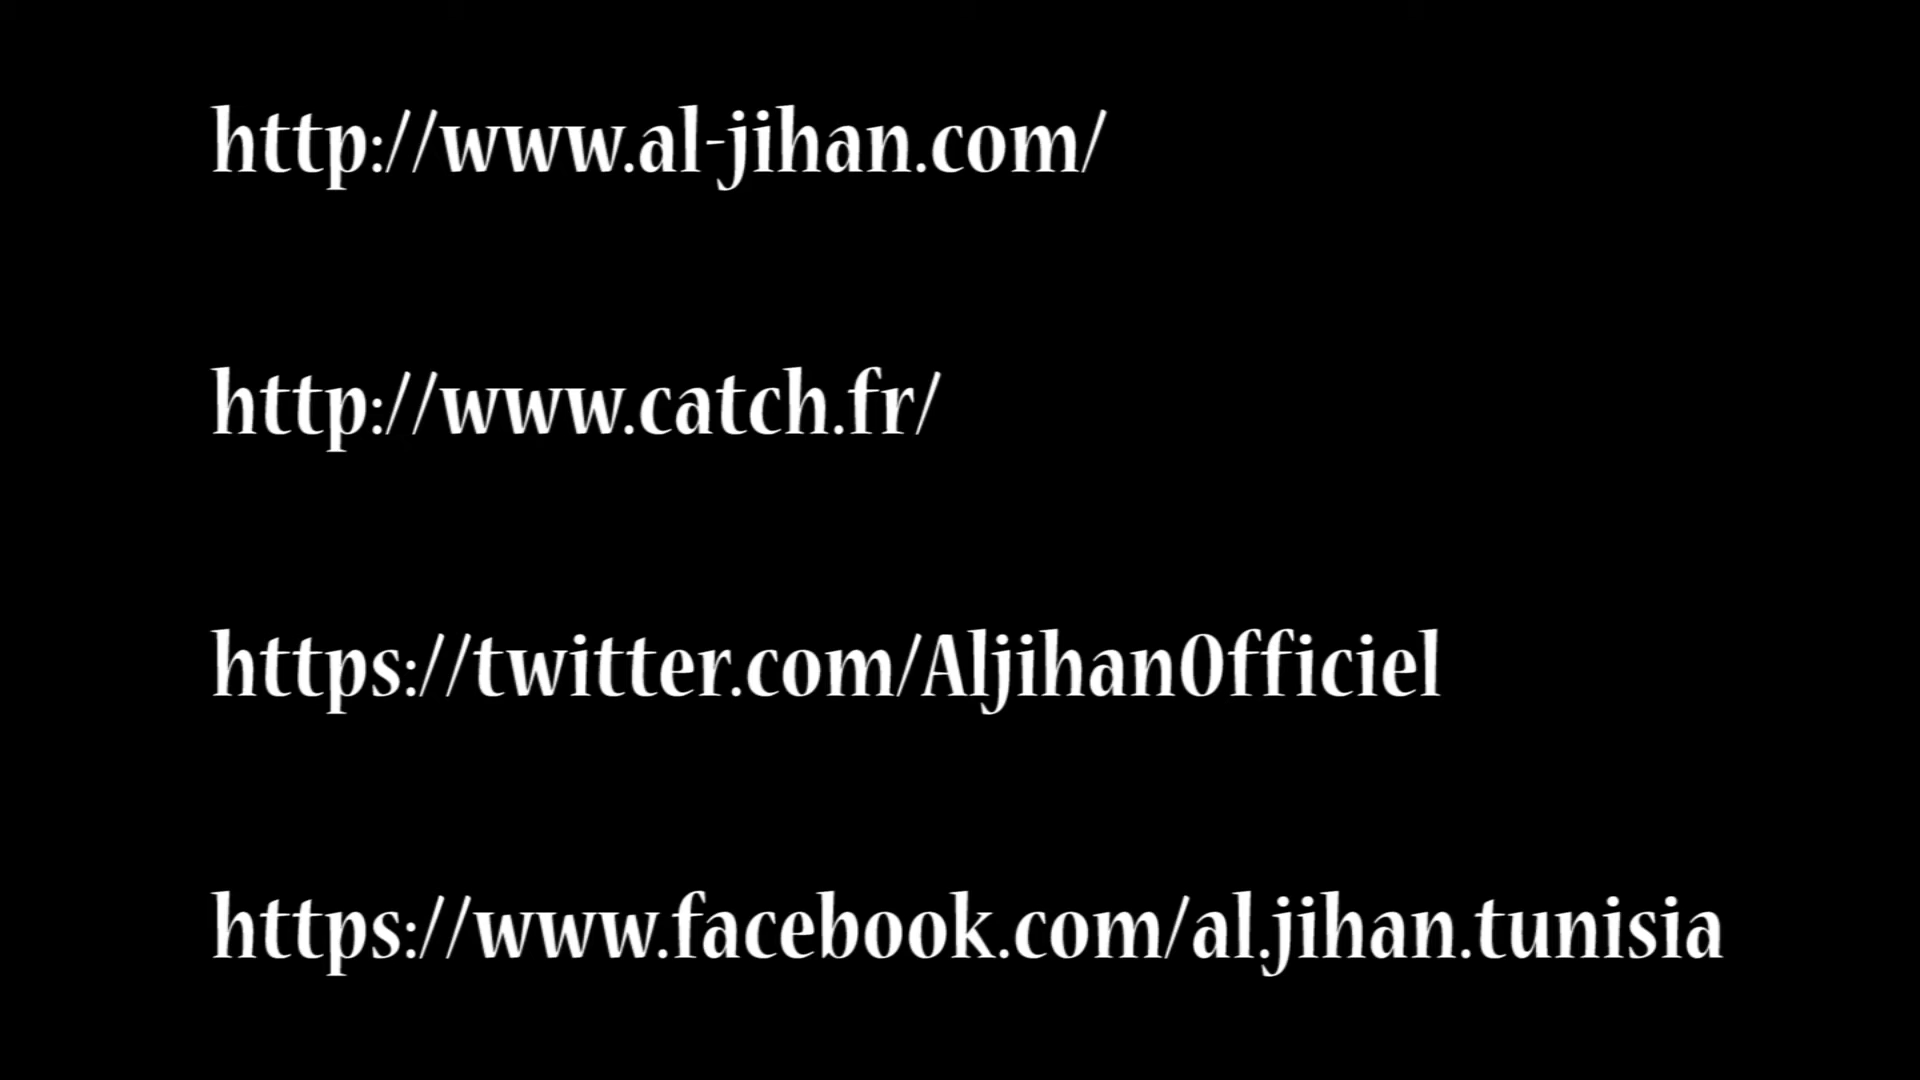 http://www.al-jihan.com/
http://www.catch.fr/
https://twitter.com/AljihanOfficiel
https://www.facebook.com/al.jihan.tunisia